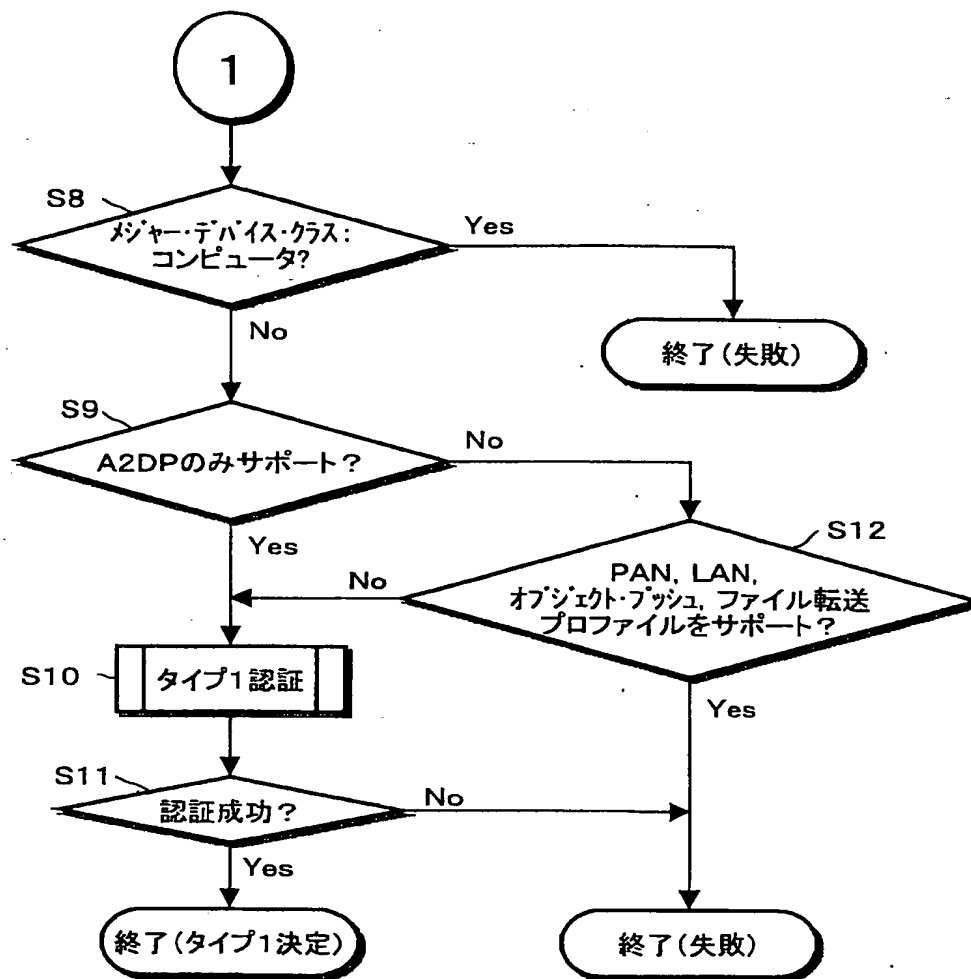 1
S8
メジャー・デバイス・クラス:
コンピュータ?
Yes
No
終了(失敗)
S9
A2DPのみサポート?
No
Yes
S12
PAN, LAN,
オブジェクト・プッシュ, ファイル転送
プロファイルをサポート?
No
Yes
S10
タイプ1認証
S11
認証成功?
No
Yes
終了(タイプ1決定)
終了(失敗)